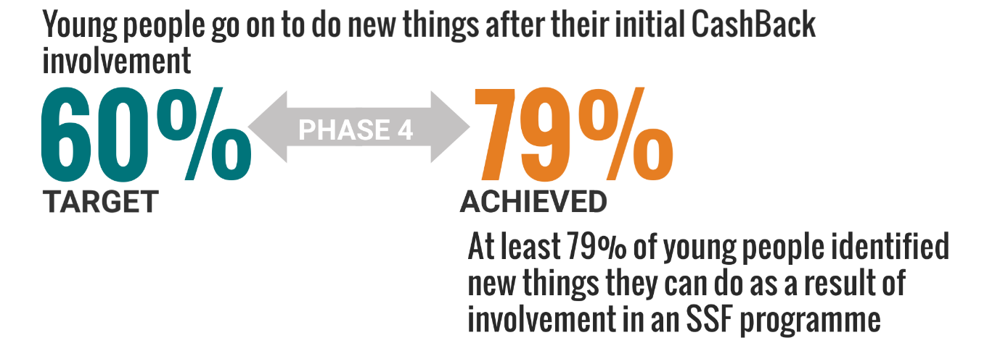 Young people go on to do new things after their initial CashBack
involvement
60% PHASE 4 79%
TARGET ACHIEVED
At least 79% of young people identified
new things they can do as a result of
involvement in an SSF programme